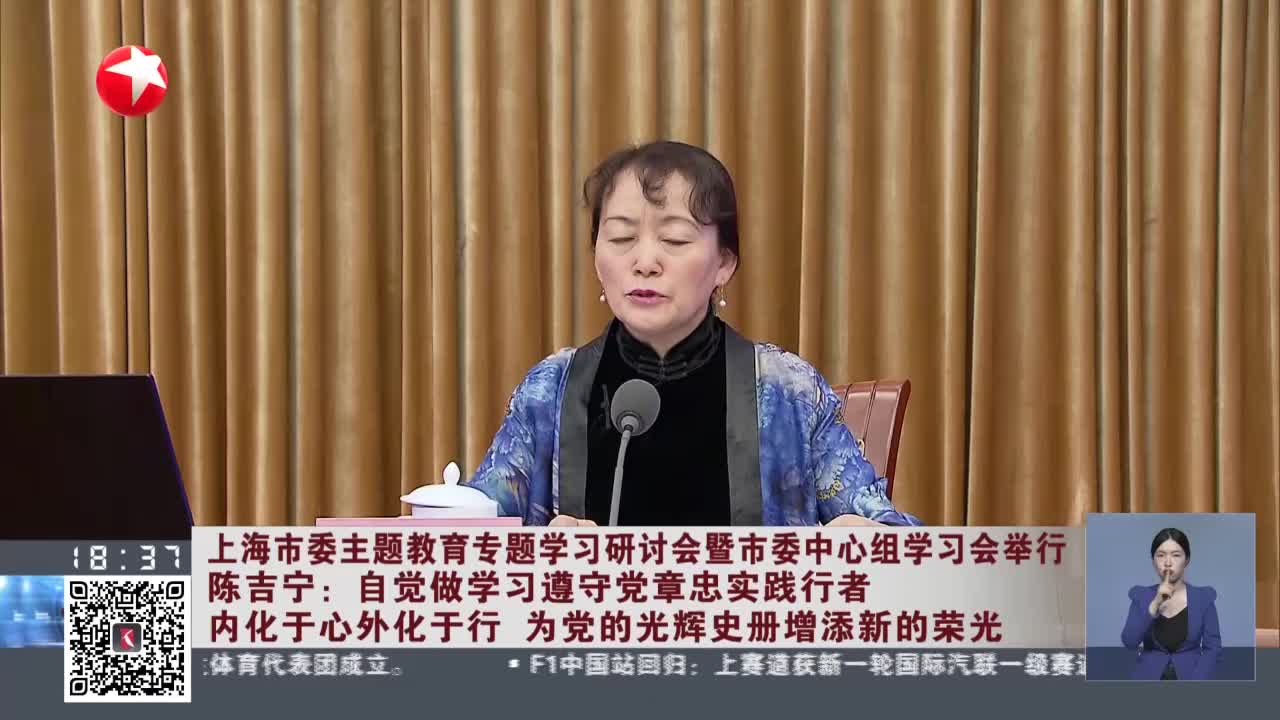 18:37
上海市委主题教育专题学习研讨会暨市委中心组学习会举行
陈吉宁：自觉做学习遵守党章忠实践行者
内化于心外化于行 为党的光辉史册增添新的荣光
体育代表团成立。 • F1中国站回归：上赛道获新一轮国际汽联一级赛